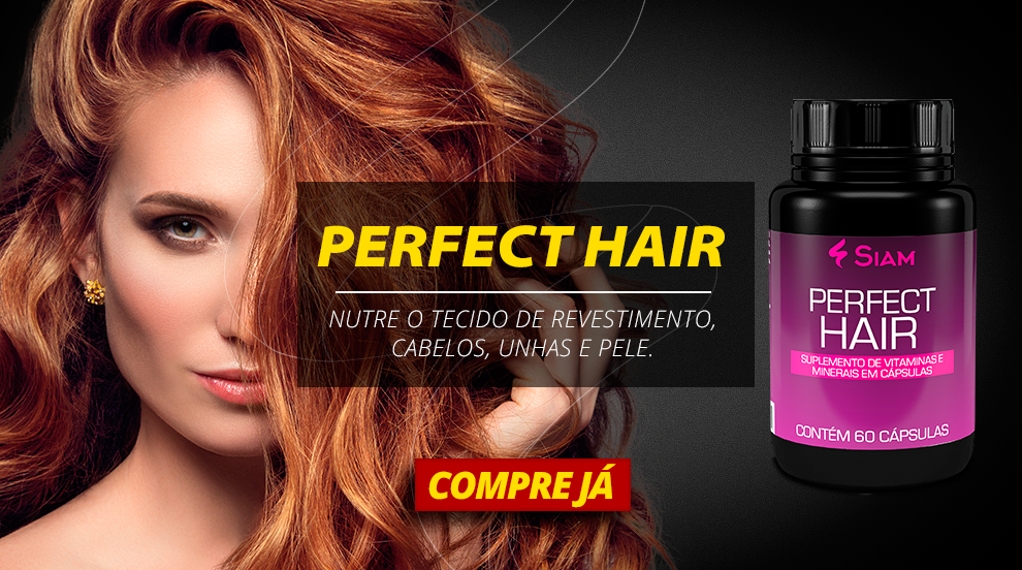 PERFECT HAIR
NUTRE O TECIDO DE REVESTIMENTO,
CABELOS, UNHAS E PELE.
COMPRE JÁ
SIAM
PERFECT
HAIR
SUPLEMENTO DE VITAMINAS E
MINERAIS EM CÁPSULAS
CONTÉM 60 CÁPSULAS